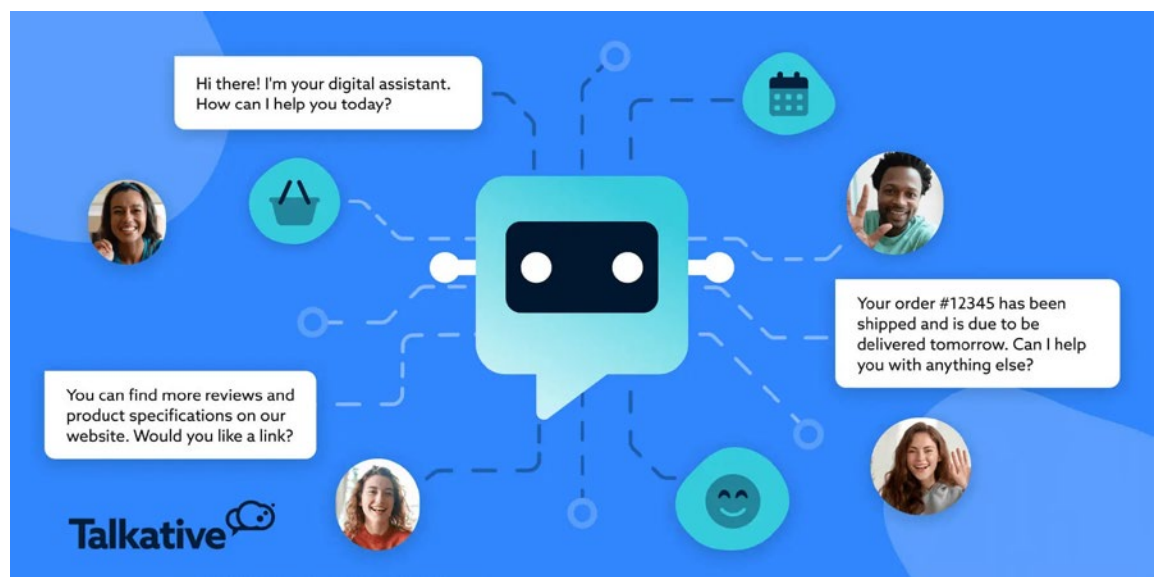 Hi there! I'm your digital assistant.
How can I help you today?
Your order #12345 has been
shipped and is due to be
delivered tomorrow. Can I help
you with anything else?
You can find more reviews and
product specifications on our
website. Would you like a link?
Talkative